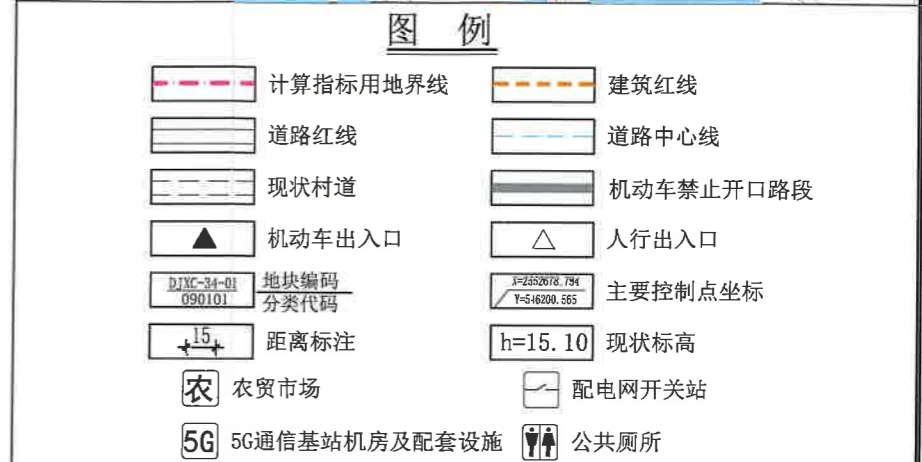 图 例
计算指标用地界线 建筑红线
道路红线 道路中心线
现状村道 机动车禁止开口路段
机动车出入口 人行出入口
DJXC-34-01 地块编码 X=2552678.794
090101 分类代码 Y=546200.565 主要控制点坐标
15 距离标注 h=15.10 现状标高
农 农贸市场 配电网开关站
5G 5G通信基站机房及配套设施 公共厕所